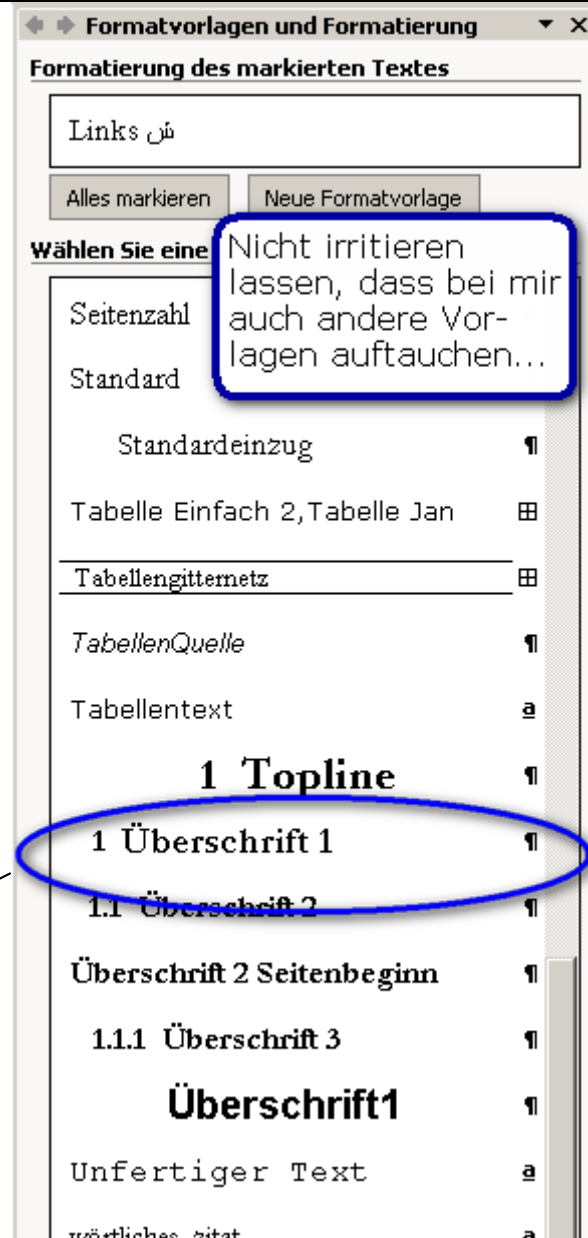 Formatvorlagen und Formatierung
Formatierung des markierten Textes
Links ش
Alles markieren Neue Formatvorlage
Wählen Sie eine
Nicht irritieren
lassen, dass bei mir
auch andere Vor-
lagen auftauchen...
Seitenzahl
Standard
Standardeinzug ¶
Tabelle Einfach 2,Tabelle Jan
Tabellengitternetz
TabellenQuelle ¶
Tabellentext a
1 Topline ¶
1 Überschrift 1 ¶
1.1 Überschrift 2 ¶
Überschrift 2 Seitenbeginn ¶
1.1.1 Überschrift 3 ¶
Überschrift1 ¶
Unfertiger Text a
wörtliches zitat a